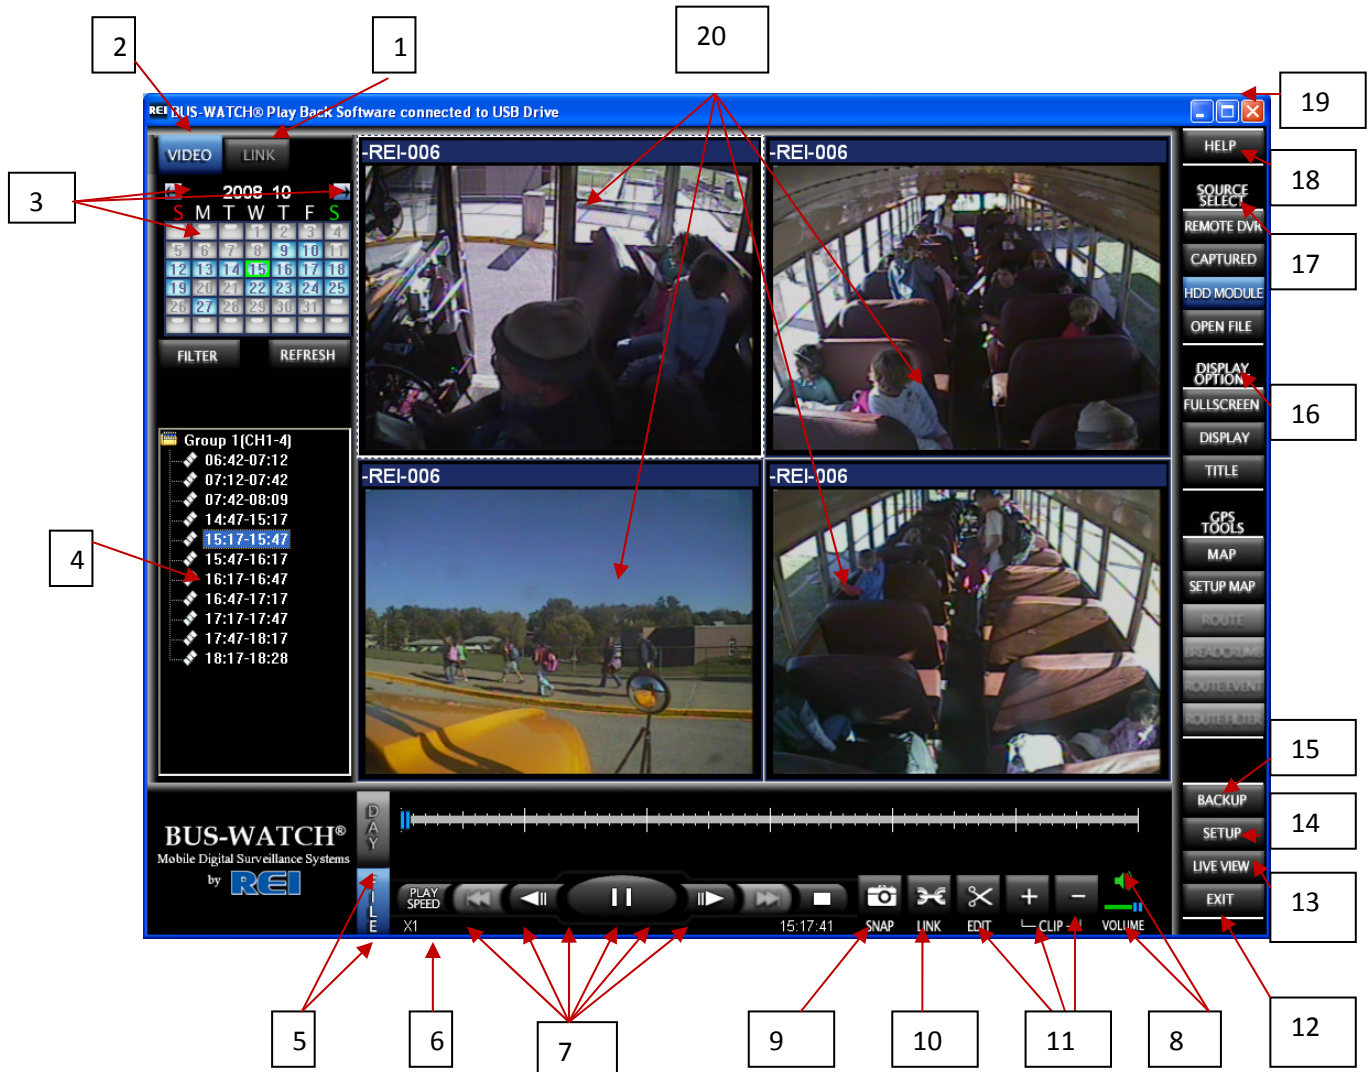 2
1
20
19
REI BUS-WATCH® Play Back Software connected to USB Drive
VIDEO
LINK
3
2008 10
S M T W T F S
1 2 3 4
5 6 7 8 9 10 11
12 13 14 15 16 17 18
19 20 21 22 23 24 25
26 27 28 29 30 31
FILTER
REFRESH
4
Group 1(CH1-4)
06:42-07:12
07:12-07:42
07:42-08:09
14:47-15:17
15:17-15:47
15:47-16:17
16:17-16:47
16:47-17:17
17:17-17:47
17:47-18:17
18:17-18:28
-REI-006
-REI-006
-REI-006
-REI-006
HELP
18
SOURCE
SELECT
REMOTE DVR
17
CAPTURED
HDD MODULE
OPEN FILE
DISPLAY
OPTION
16
FULLSCREEN
DISPLAY
TITLE
GPS
TOOLS
MAP
SETUP MAP
ROUTE
BREADCRUMB
ROUTE EVENT
ROUTE FILTER
15
BACKUP
14
SETUP
LIVE VIEW
13
EXIT
12
BUS-WATCH®
Mobile Digital Surveillance Systems
by REI
DAY
FILE
PLAY
SPEED
X1
15:17:41
SNAP
LINK
EDIT
+
−
CLIP
VOLUME
5
6
7
9
10
11
8